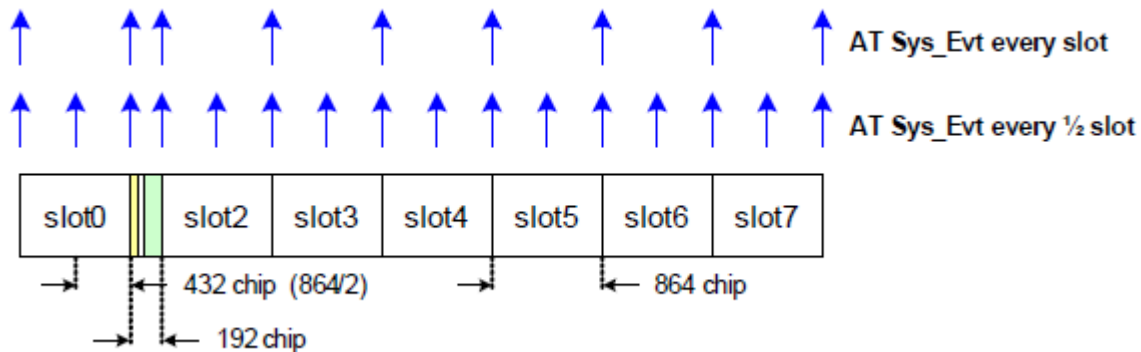 AT Sys_Evt every slot
AT Sys_Evt every ½ slot
slot0 slot2 slot3 slot4 slot5 slot6 slot7
432 chip (864/2) 864 chip
192 chip